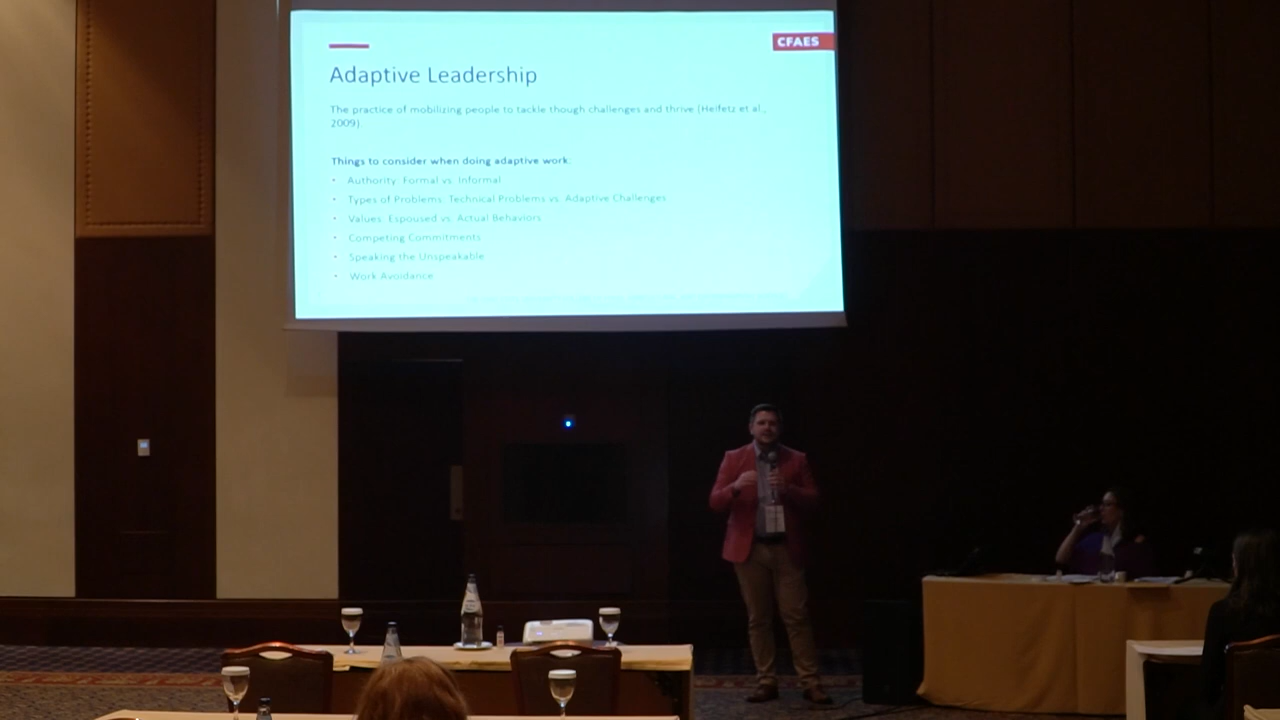 CFAES
Adaptive Leadership
The practice of mobilizing people to tackle though challenges and thrive (Heifetz et al.,
2009).
Things to consider when doing adaptive work:
• Authority: Formal vs. Informal
• Types of Problems: Technical Problems vs. Adaptive Challenges
• Values: Espoused vs. Actual Behaviors
• Competing Commitments
• Speaking the Unspeakable
• Work Avoidance